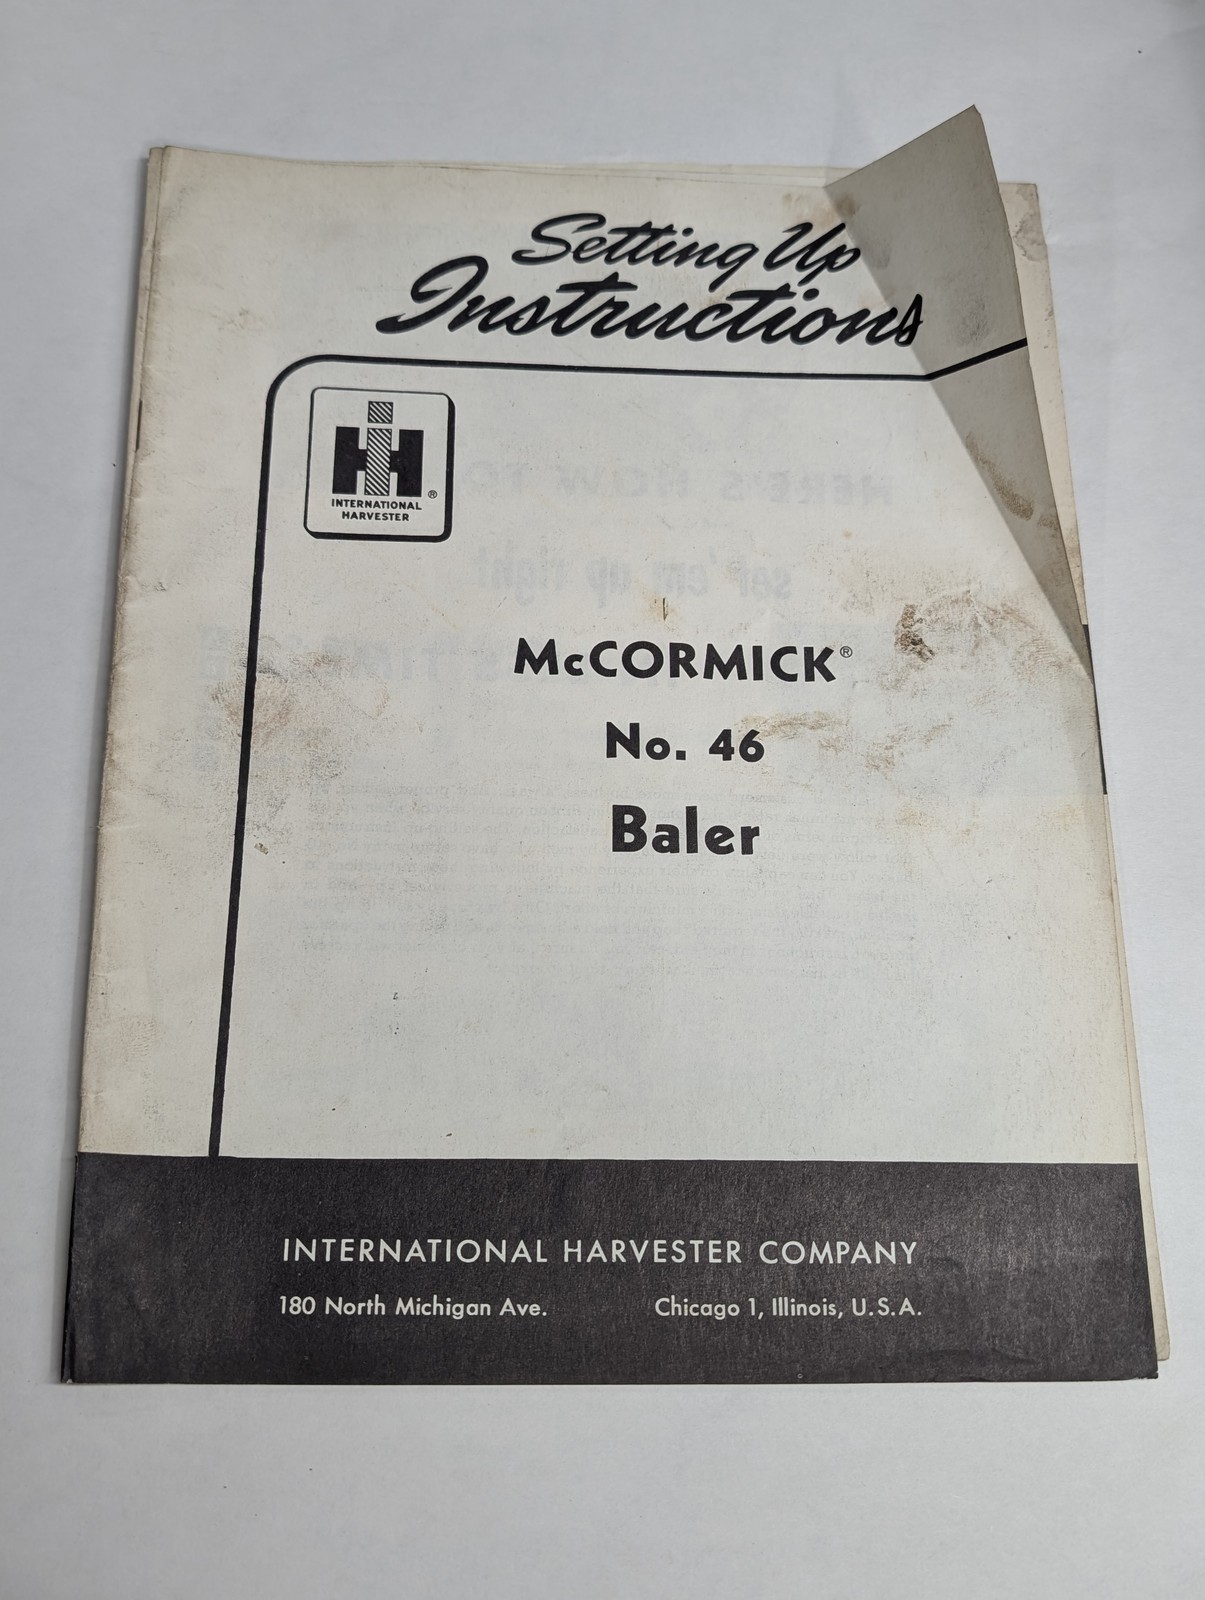 Setting Up
Instructions
IH
®
INTERNATIONAL
HARVESTER
McCORMICK®
No. 46
Baler
INTERNATIONAL HARVESTER COMPANY
180 North Michigan Ave. Chicago 1, Illinois, U.S.A.